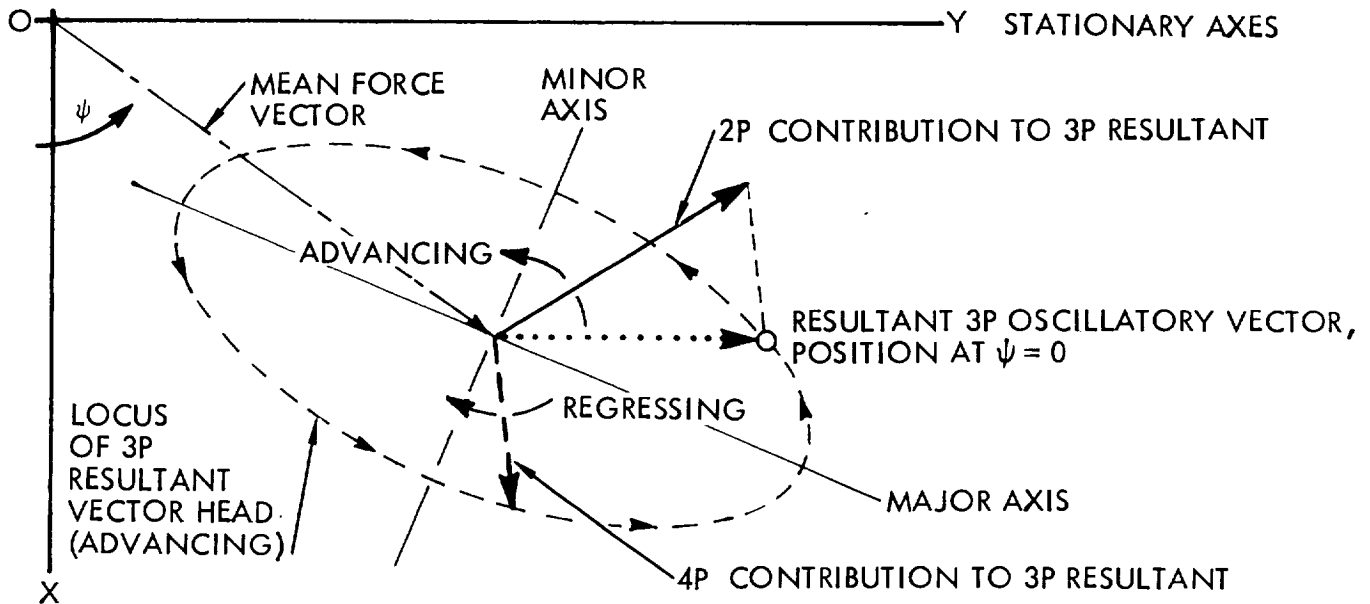 O
Y STATIONARY AXES
ψ
MEAN FORCE
VECTOR
MINOR
AXIS
2P CONTRIBUTION TO 3P RESULTANT
ADVANCING
RESULTANT 3P OSCILLATORY VECTOR,
POSITION AT ψ = 0
REGRESSING
LOCUS
OF 3P
RESULTANT
VECTOR HEAD
(ADVANCING)
MAJOR AXIS
4P CONTRIBUTION TO 3P RESULTANT
X